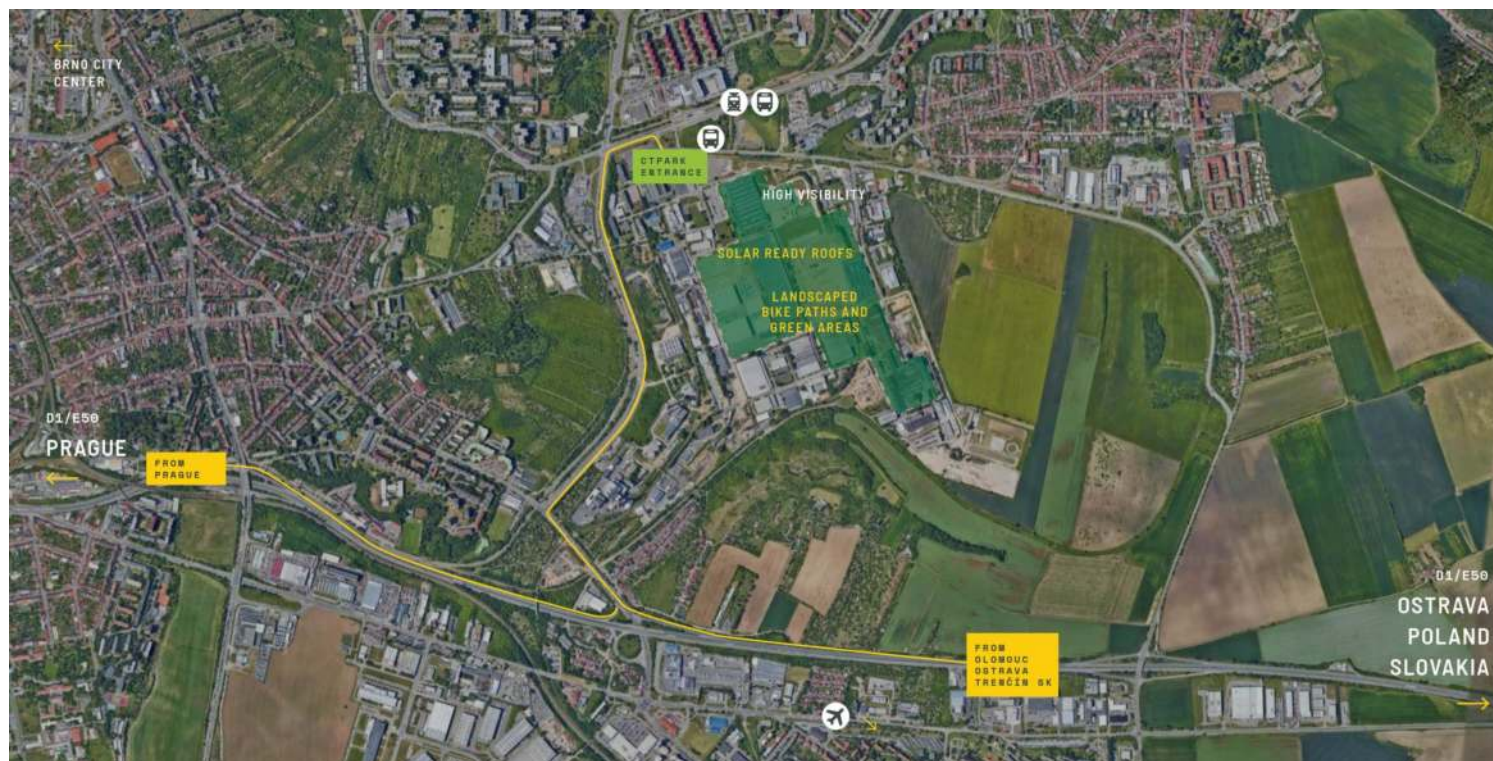 BRNO CITY
CENTER
CTPARK
ENTRANCE
HIGH VISIBILITY
SOLAR READY ROOFS
LANDSCAPED
BIKE PATHS AND
GREEN AREAS
D1/E50
PRAGUE
FROM
PRAGUE
D1/E50
OSTRAVA
POLAND
SLOVAKIA
FROM
OLOMOUC
OSTRAVA
TRENČÍN SK